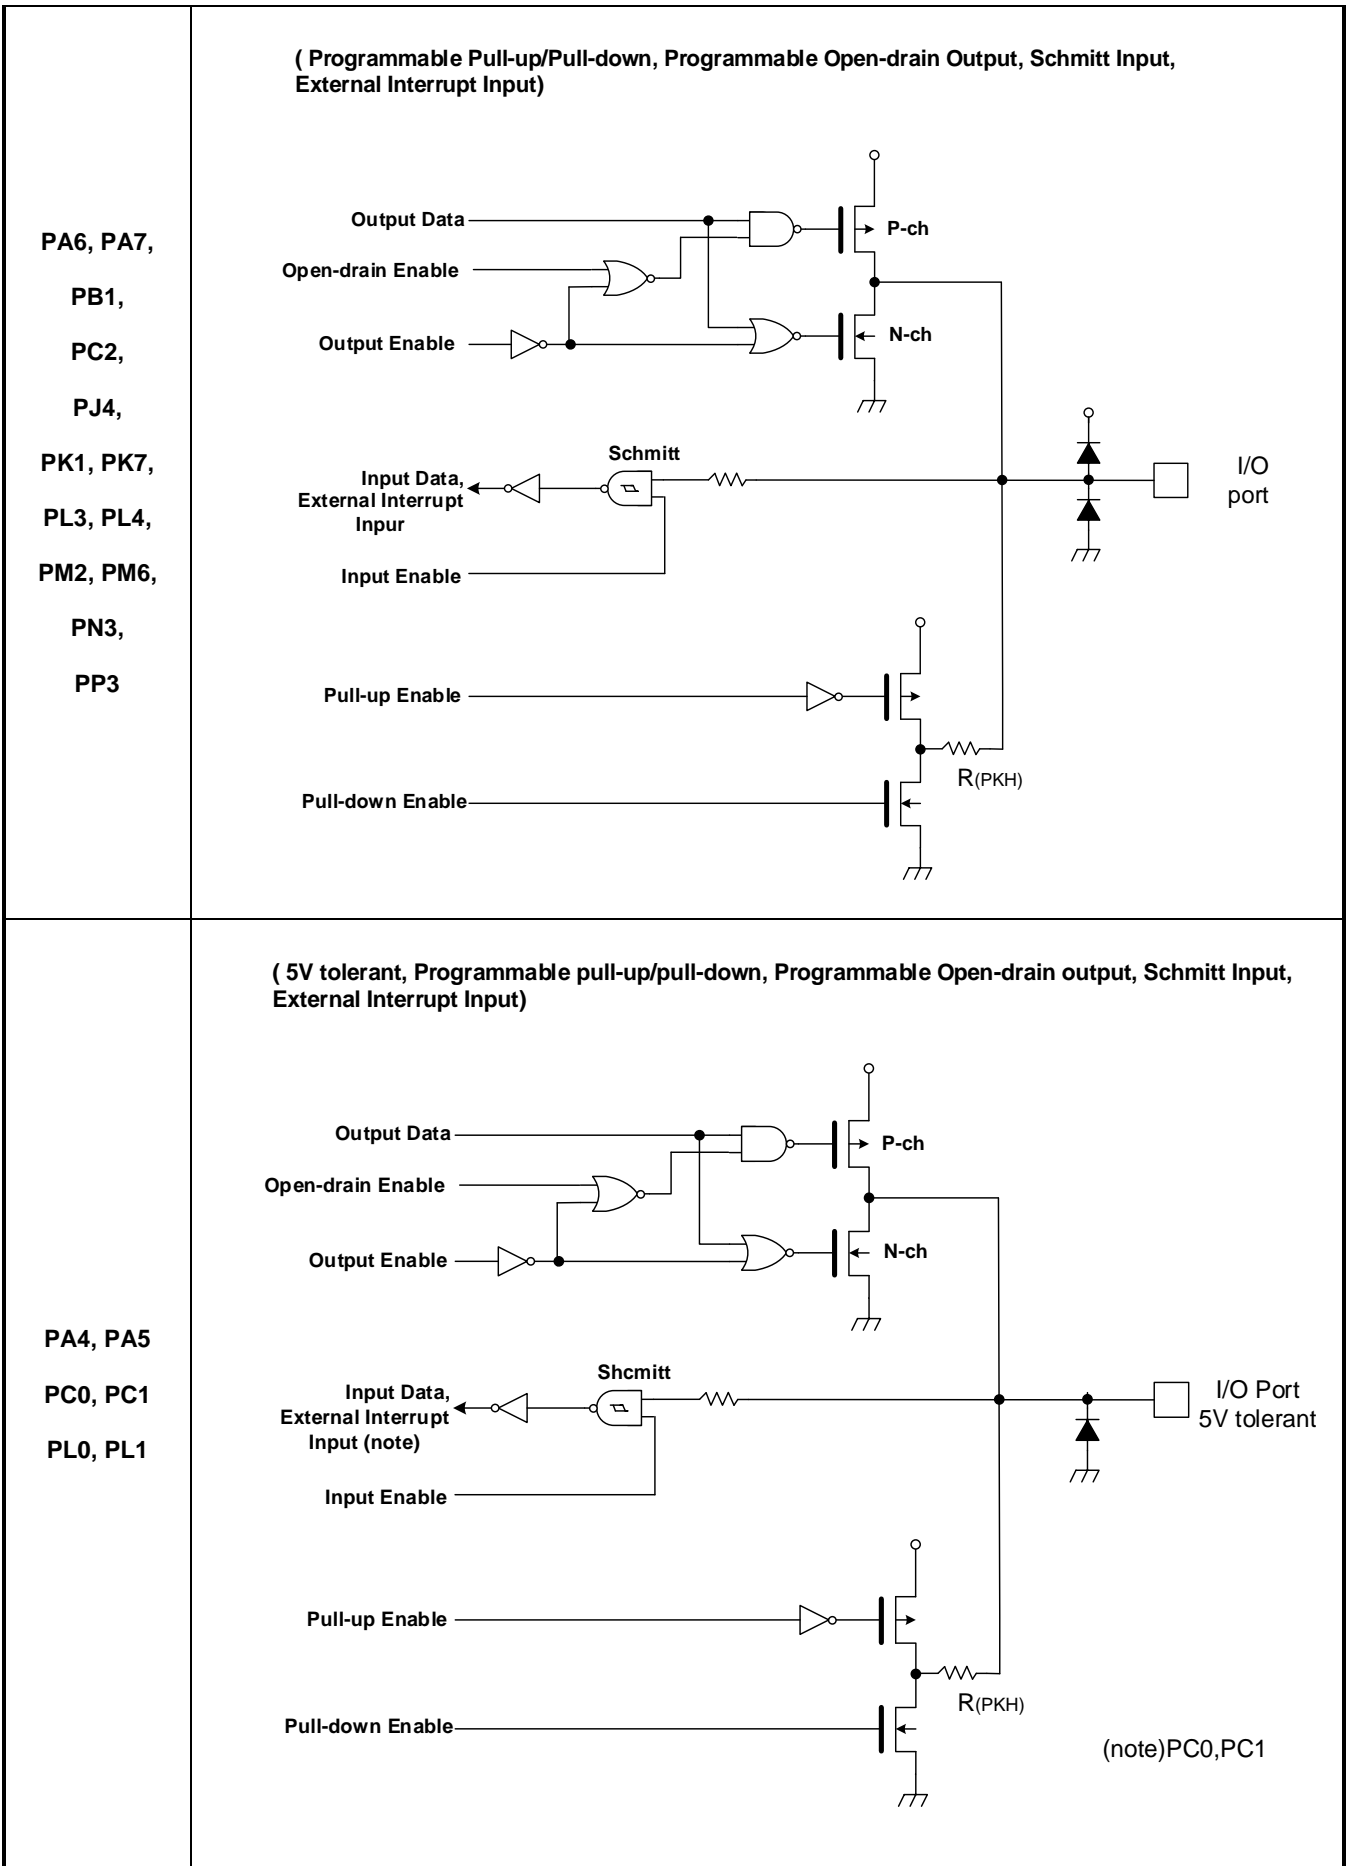 ( Programmable Pull-up/Pull-down, Programmable Open-drain Output, Schmitt Input,
External Interrupt Input)
PA6, PA7,
PB1,
PC2,
PJ4,
PK1, PK7,
PL3, PL4,
PM2, PM6,
PN3,
PP3
Output Data
P-ch
Open-drain Enable
Output Enable
N-ch
Schmitt
Input Data,
External Interrupt
Inpur
I/O
port
Input Enable
Pull-up Enable
R(PKH)
Pull-down Enable
( 5V tolerant, Programmable pull-up/pull-down, Programmable Open-drain output, Schmitt Input,
External Interrupt Input)
PA4, PA5
PC0, PC1
PL0, PL1
Output Data
P-ch
Open-drain Enable
Output Enable
N-ch
Shcmitt
Input Data,
External Interrupt
Input (note)
I/O Port
5V tolerant
Input Enable
Pull-up Enable
R(PKH)
Pull-down Enable
(note)PC0,PC1